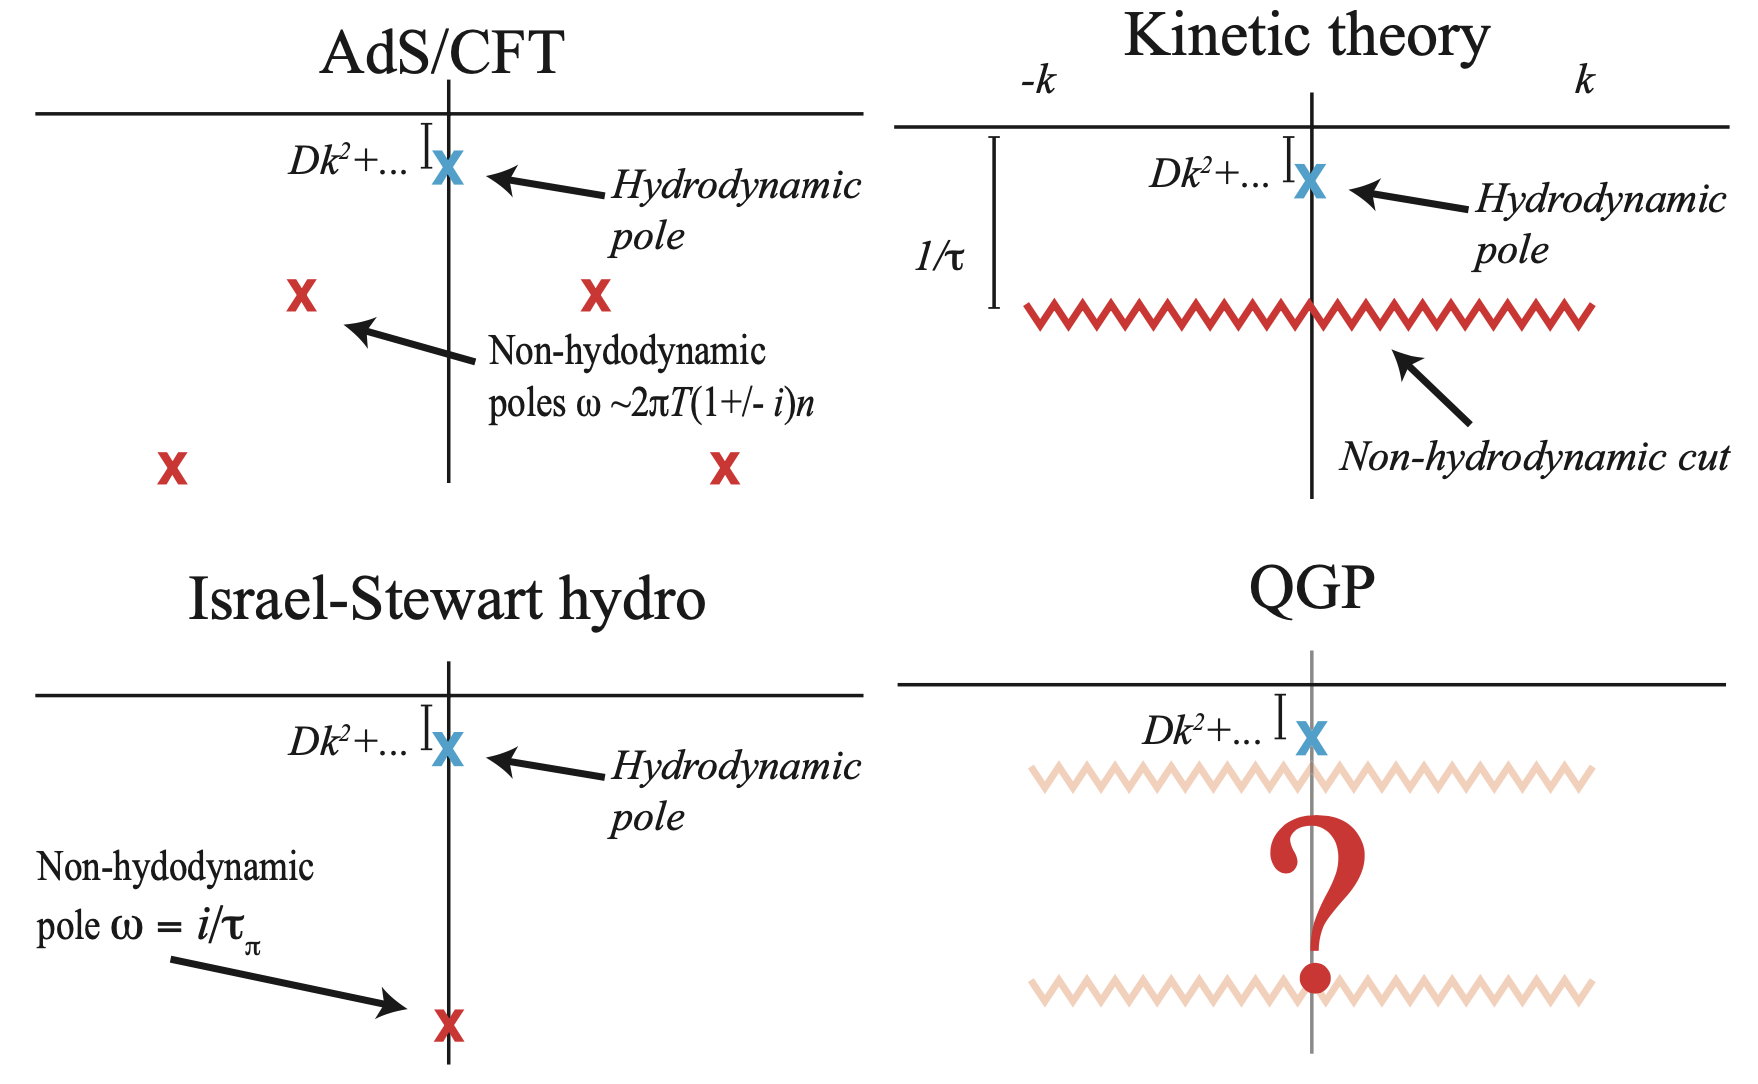 AdS/CFT
Dk²+...
Hydrodynamic
pole
Non-hydodynamic
poles ω ~2πT(1+/- i)n
Kinetic theory
-k
k
Dk²+...
Hydrodynamic
pole
1/τ
Non-hydrodynamic cut
Israel-Stewart hydro
Dk²+...
Hydrodynamic
pole
Non-hydodynamic
pole ω = i/τπ
QGP
Dk²+...
?